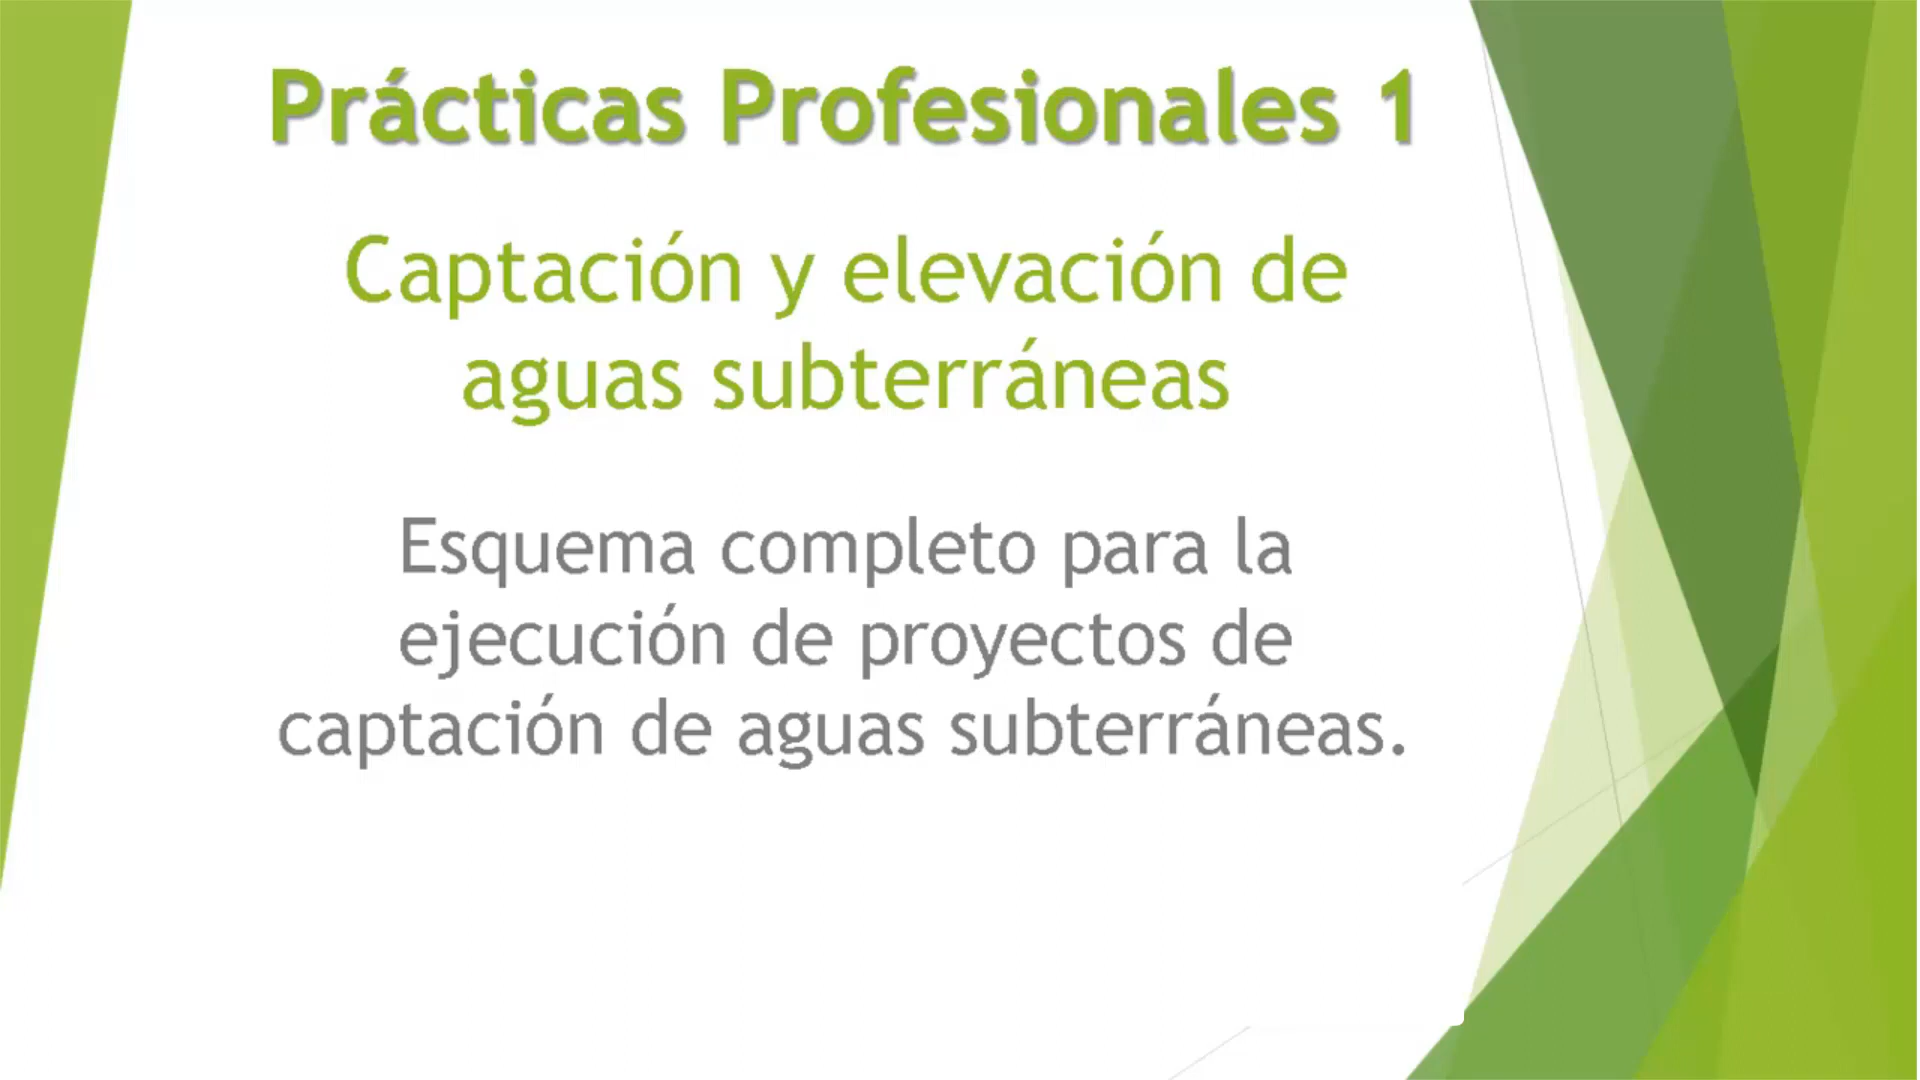 Prácticas Profesionales 1
Captación y elevación de
aguas subterráneas
Esquema completo para la
ejecución de proyectos de
captación de aguas subterráneas.